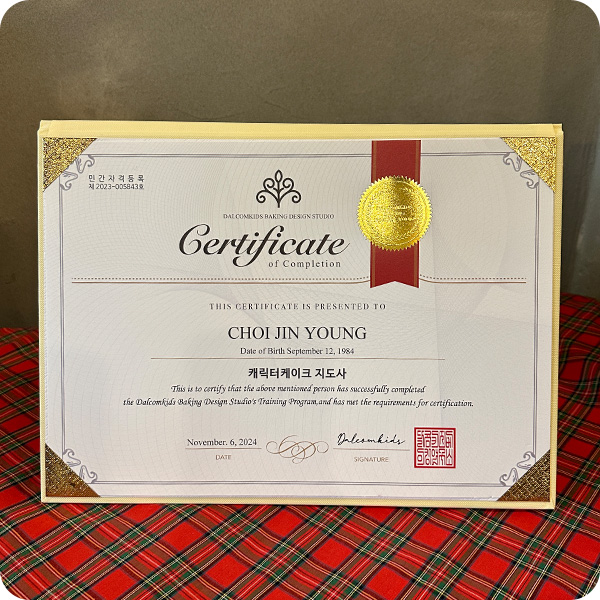 민간자격등록
제2023-005843호
DALCOMKIDS BAKING DESIGN STUDIO
Certificate
of Completion
THIS CERTIFICATE IS PRESENTED TO
CHOI JIN YOUNG
Date of Birth September 12, 1984
캐릭터케이크 지도사
This is to certify that the above mentioned person has successfully completed
the Dalcomkids Baking Design Studio's Training Program,and has met the requirements for certification.
November. 6, 2024
Dalcomkids
DATE
SIGNATURE